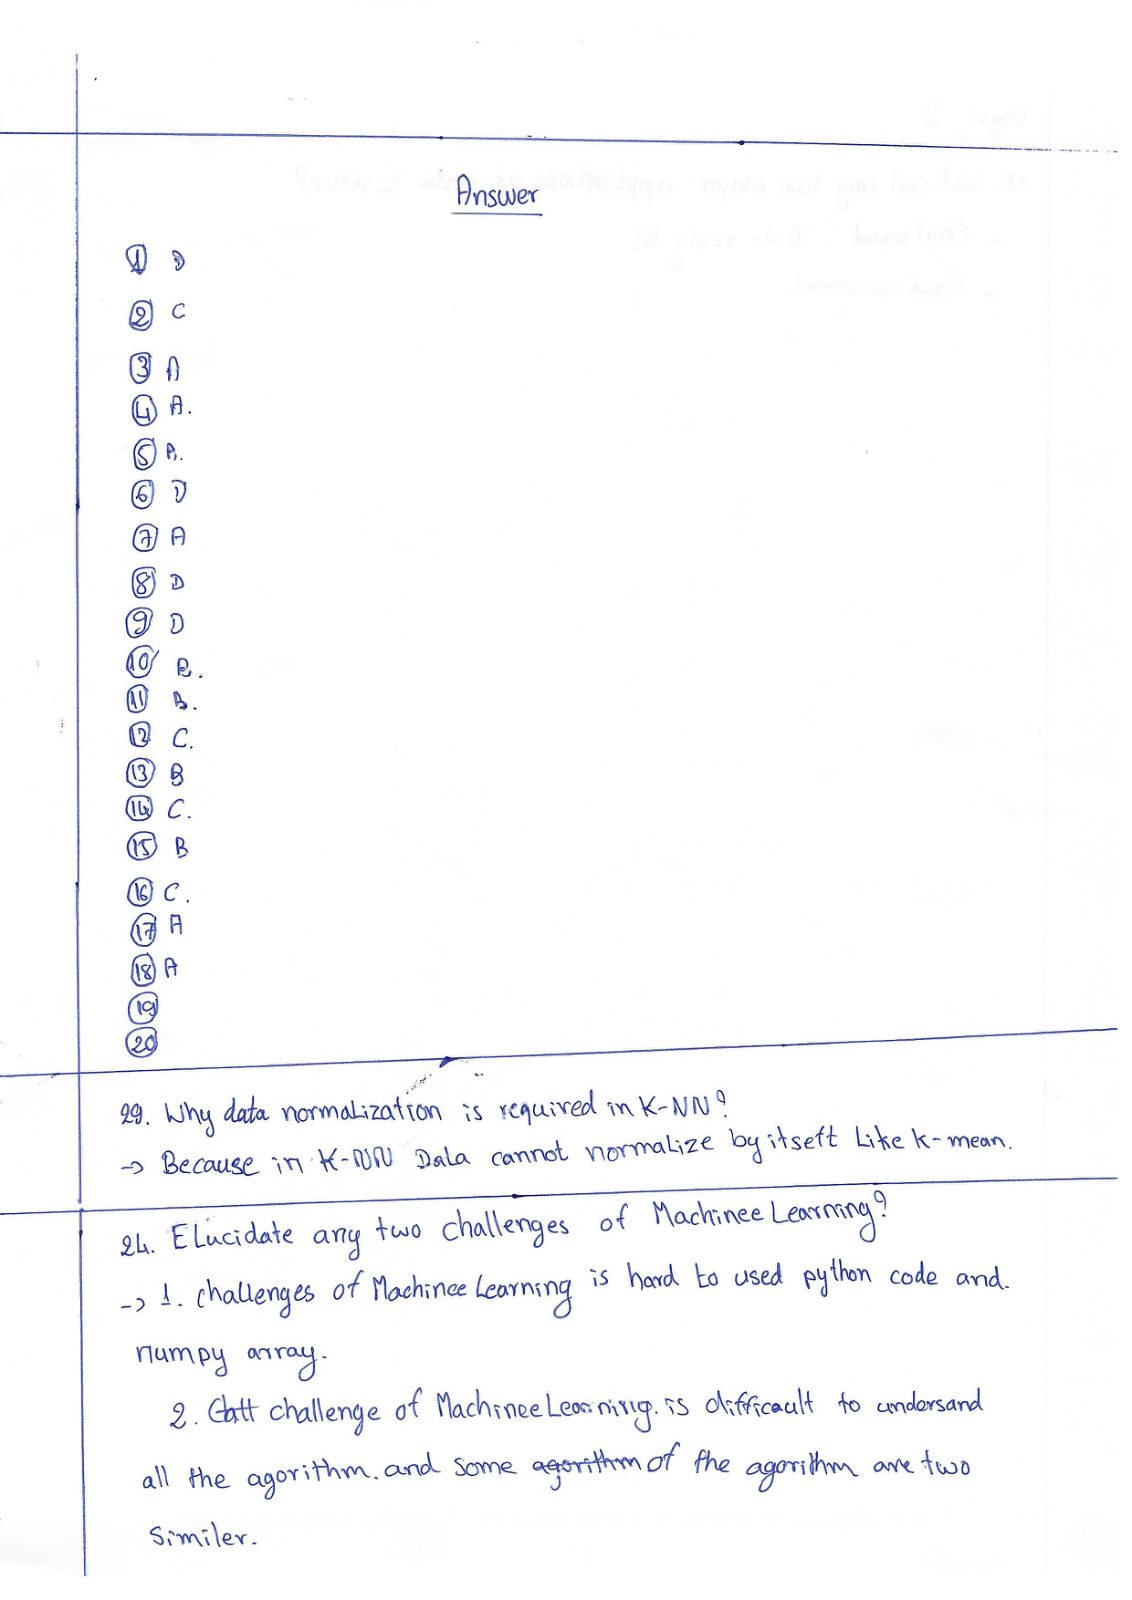 Answer
1 D
2 C
3 A
4 A.
5
6 D
7 A
8 D
9 D
10 B.
11 B.
12 C.
13 B
14 C.
15 B
16 C.
17 A
18 A
19
20
29. Why data normalization is required in K-NN?
-> Because in K-NN Data cannot normalize by itseft Like k-mean.
24. Elucidate any two challenges of Machinee Learning?
-> 1. challenges of Machinee Learning is hard to used python code and.
numpy array.
2. challenge of Machinee Learning. is difficault to undersand
all the agorithm. and some agorithm of the agorithm are two
similer.